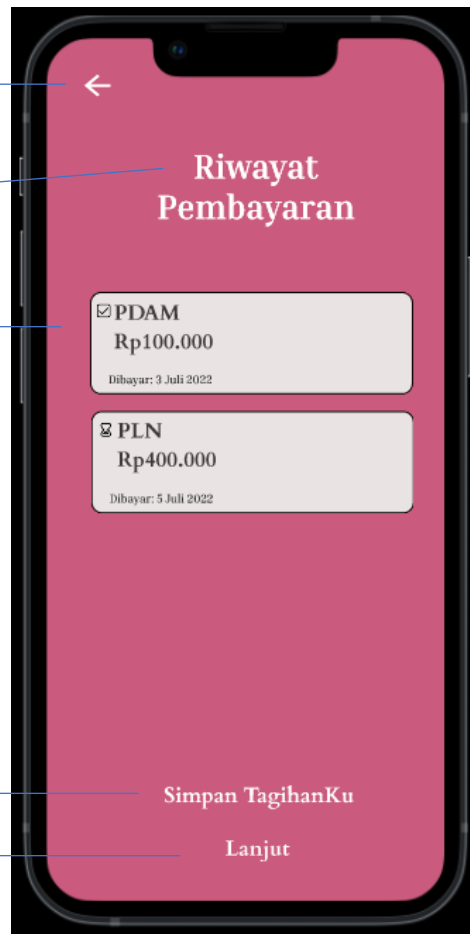 Riwayat
Pembayaran
PDAM
Rp100.000
Dibayar: 3 Juli 2022
PLN
Rp400.000
Dibayar: 5 Juli 2022
Simpan TagihanKu
Lanjut